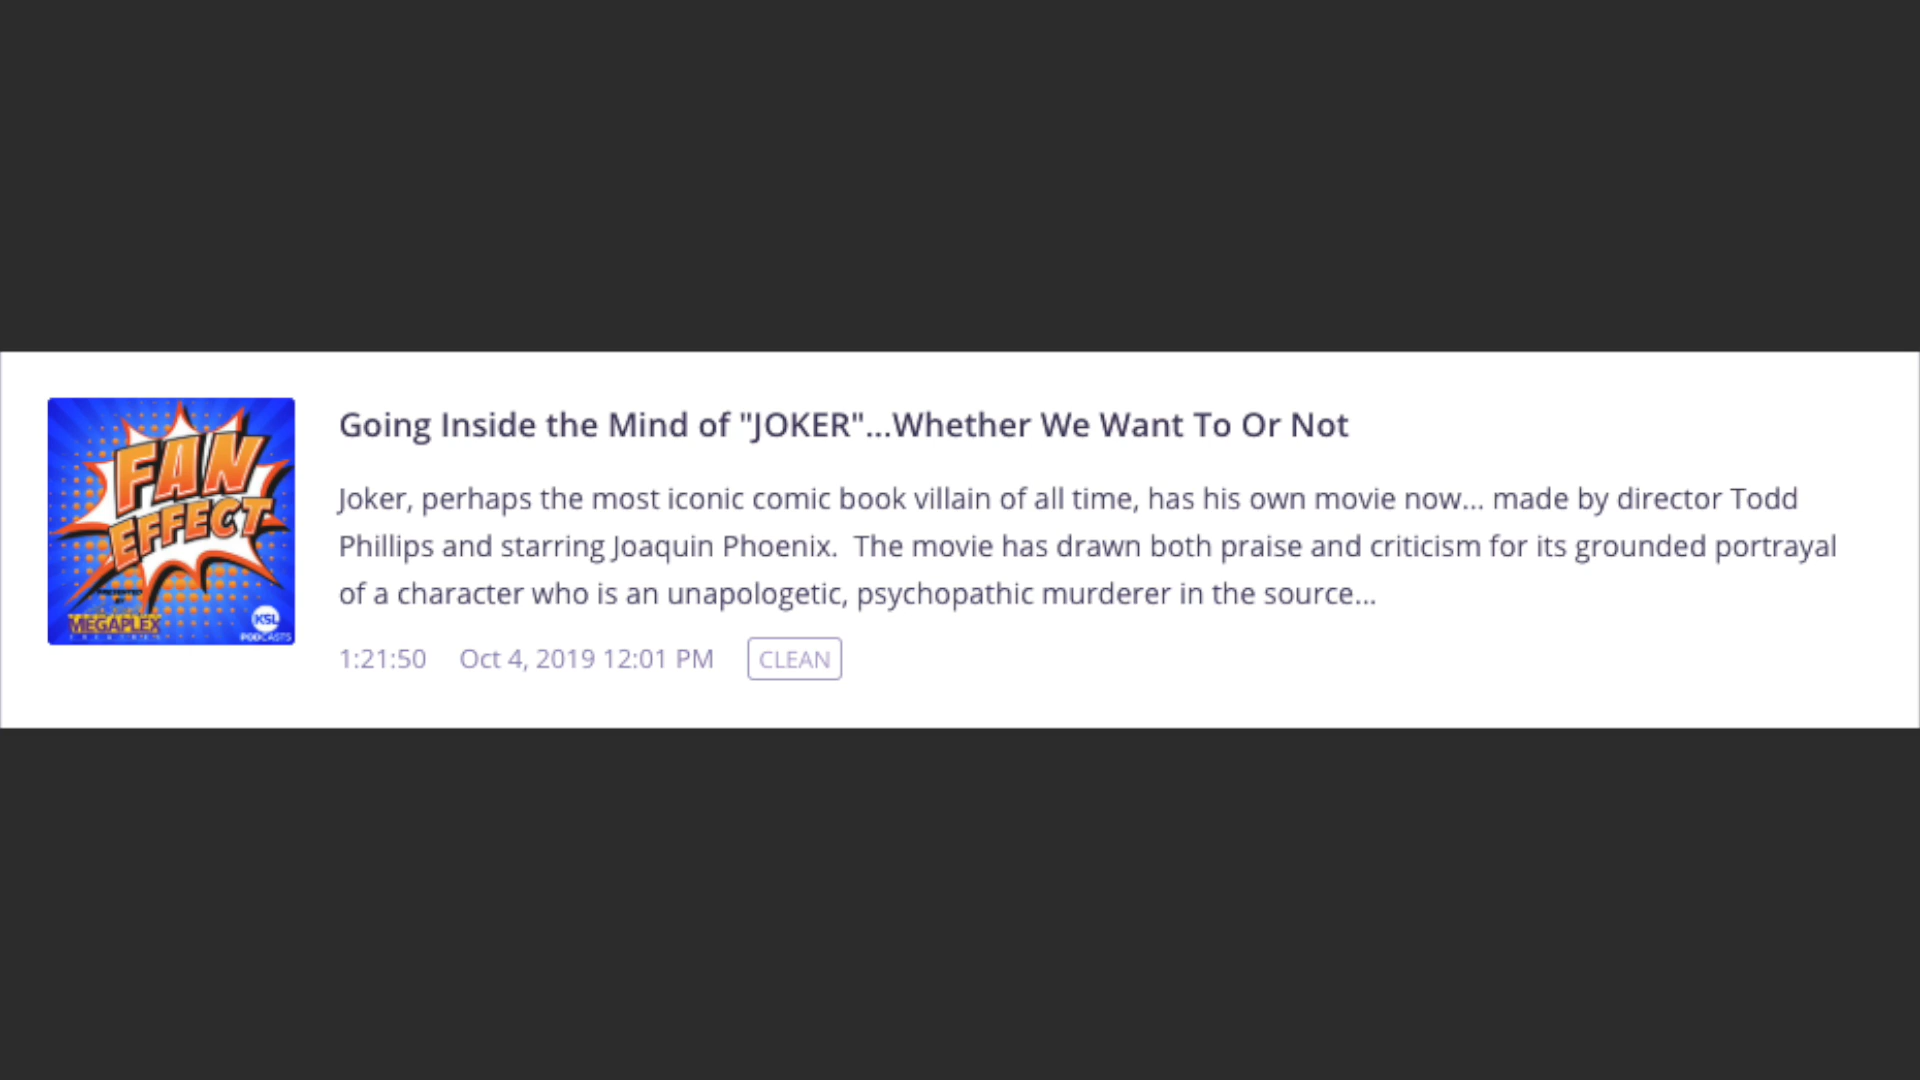 FAN
EFFECT
PRESENTED
BY
MEGAPLEX
THEATRES
KSL
PODCASTS
Going Inside the Mind of "JOKER"...Whether We Want To Or Not
Joker, perhaps the most iconic comic book villain of all time, has his own movie now... made by director Todd
Phillips and starring Joaquin Phoenix.  The movie has drawn both praise and criticism for its grounded portrayal
of a character who is an unapologetic, psychopathic murderer in the source...
1:21:50 Oct 4, 2019 12:01 PM CLEAN